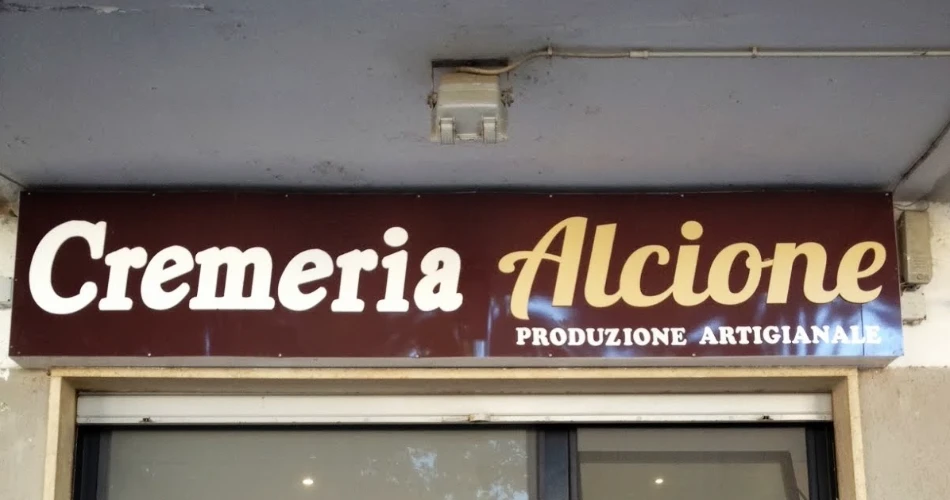 Cremeria Alcione
PRODUZIONE ARTIGIANALE